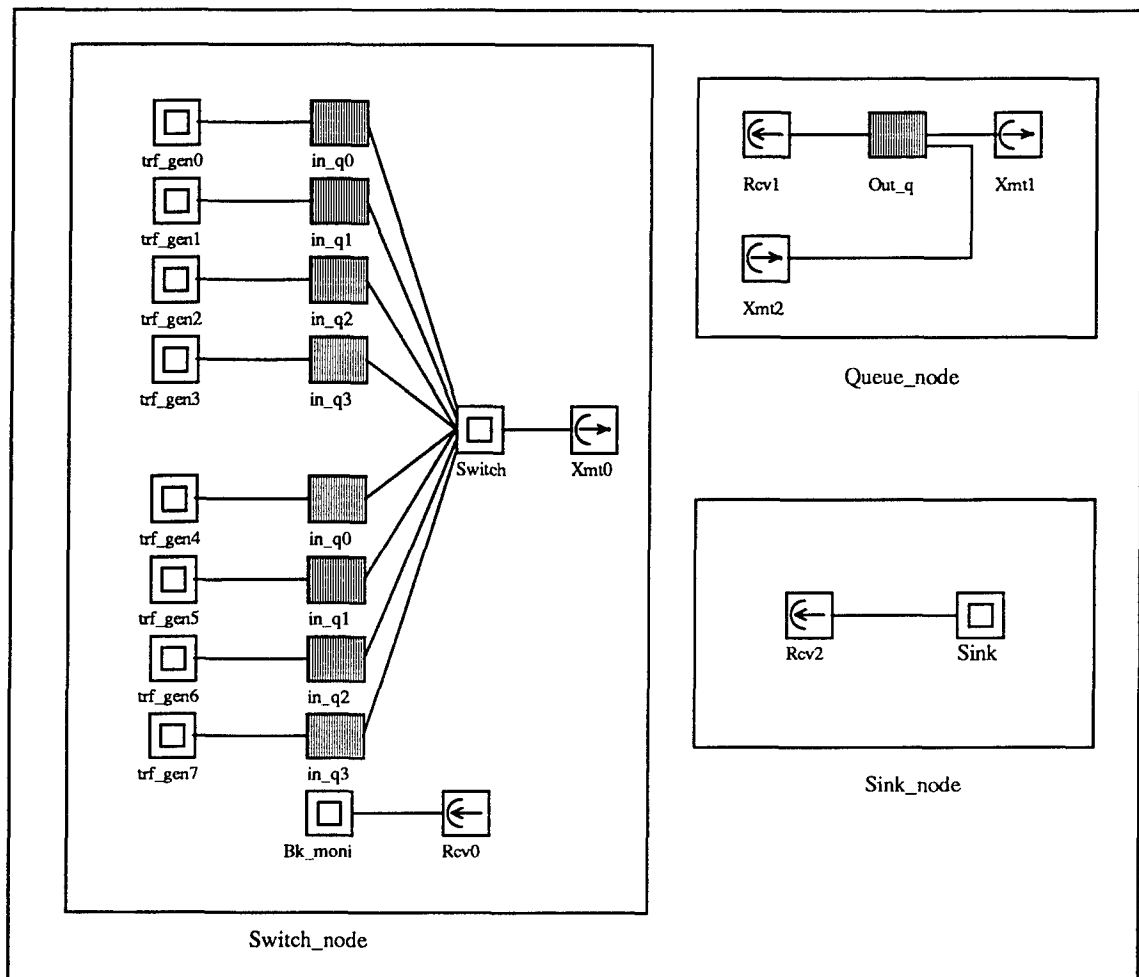 trf_gen0 in_q0
trf_gen1 in_q1
trf_gen2 in_q2
trf_gen3 in_q3
Switch Xmt0
trf_gen4 in_q0
trf_gen5 in_q1
trf_gen6 in_q2
trf_gen7 in_q3
Bk_moni Rcv0
Switch_node
Rcv1 Out_q Xmt1
Xmt2
Queue_node
Rcv2 Sink
Sink_node